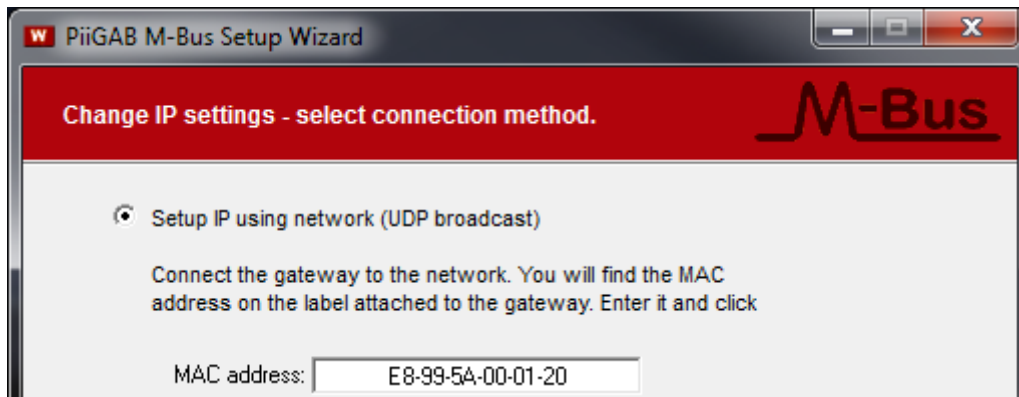 W PiiGAB M-Bus Setup Wizard
Change IP settings - select connection method.
M-Bus
Setup IP using network (UDP broadcast)
Connect the gateway to the network. You will find the MAC
address on the label attached to the gateway. Enter it and click
MAC address: E8-99-5A-00-01-20